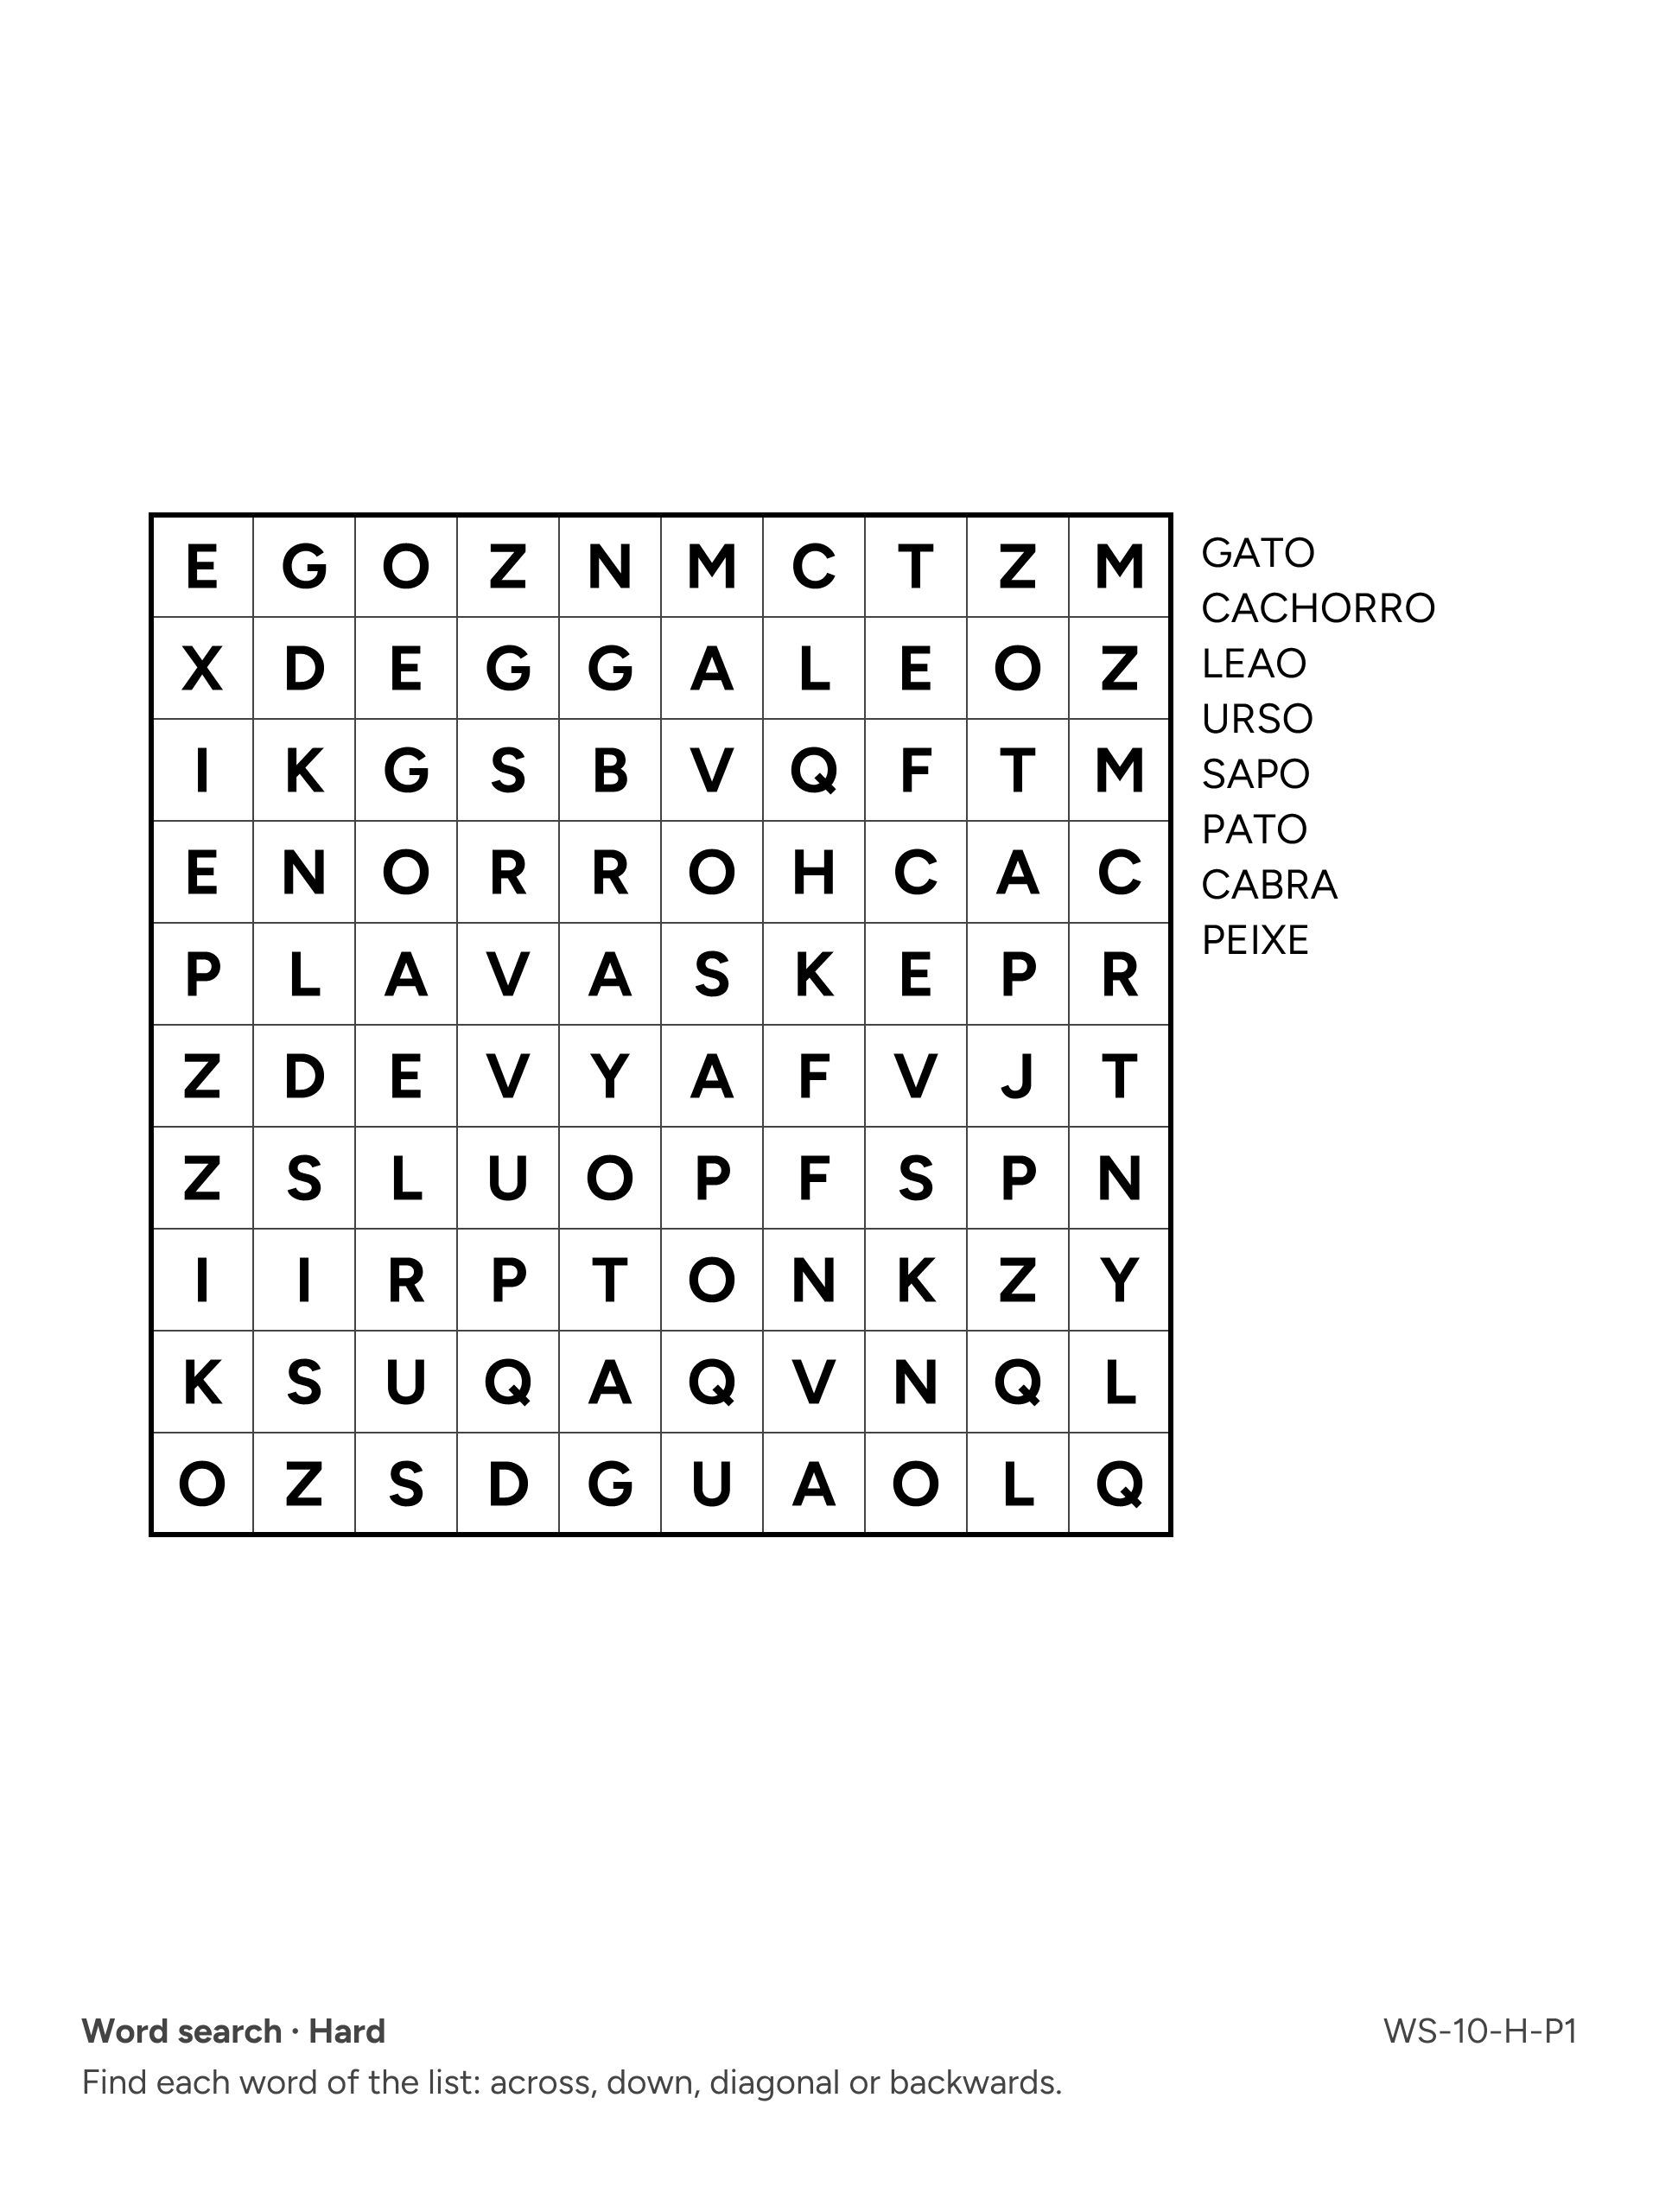 E G O Z N M C T Z M
X D E G G A L E O Z
I K G S B V Q F T M
E N O R R O H C A C
P L A V A S K E P R
Z D E V Y A F V J T
Z S L U O P F S P N
I I R P T O N K Z Y
K S U Q A Q V N Q L
O Z S D G U A O L Q
GATO
CACHORRO
LEAO
URSO
SAPO
PATO
CABRA
PEIXE
Word search · Hard
WS-10-H-P1
Find each word of the list: across, down, diagonal or backwards.